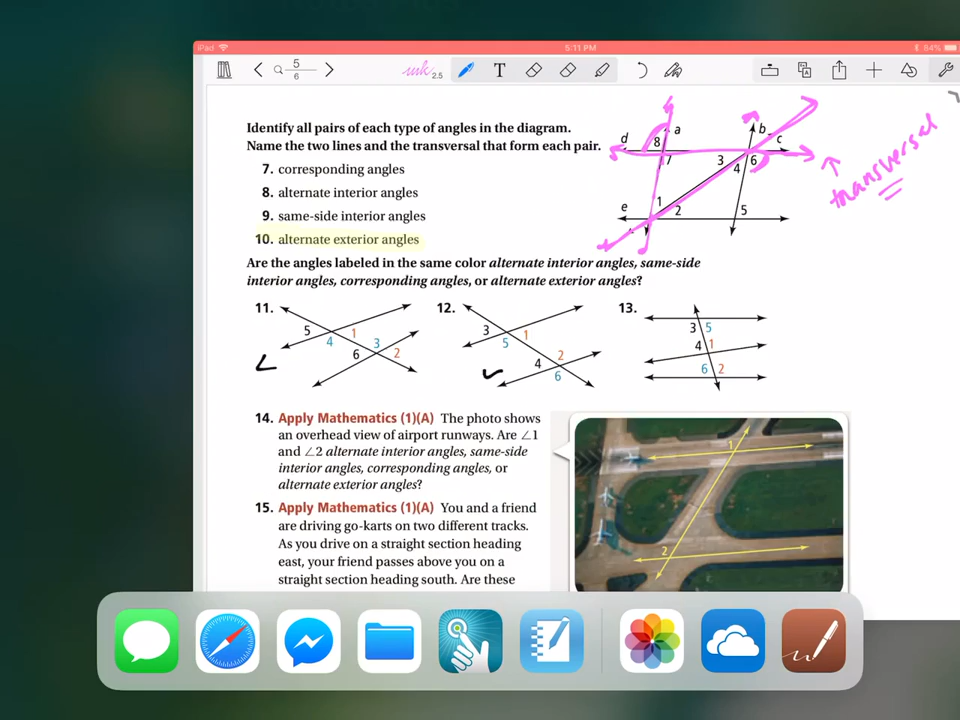 iPad
5:11 PM
84%
5
6
ink 2.5
T
Identify all pairs of each type of angles in the diagram.
Name the two lines and the transversal that form each pair.
7. corresponding angles
8. alternate interior angles
9. same-side interior angles
10. alternate exterior angles
d
8
a
b
c
7
3
4
6
e
1
2
5
transversal
Are the angles labeled in the same color alternate interior angles, same-side
interior angles, corresponding angles, or alternate exterior angles?
11.
5
1
4
6
3
2
12.
3
1
5
4
2
6
13.
3 5
4 1
6 2
14. Apply Mathematics (1)(A) The photo shows
an overhead view of airport runways. Are ∠1
and ∠2 alternate interior angles, same-side
interior angles, corresponding angles, or
alternate exterior angles?
1
2
15. Apply Mathematics (1)(A) You and a friend
are driving go-karts on two different tracks.
As you drive on a straight section heading
east, your friend passes above you on a
straight section heading south. Are these